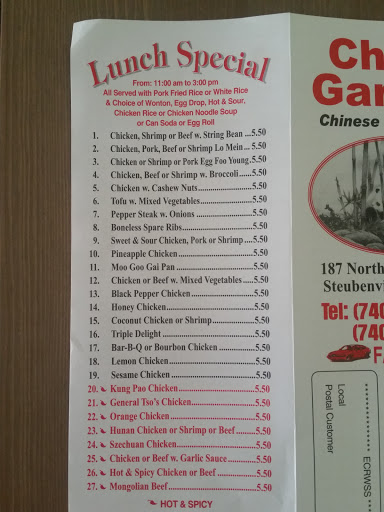 Lunch Special
From: 11:00 am to 3:00 pm
All Served with Pork Fried Rice or White Rice
& Choice of Wonton, Egg Drop, Hot & Sour,
Chicken Rice or Chicken Noodle Soup
or Can Soda or Egg Roll
1. Chicken, Shrimp or Beef w. String Bean ...5.50
2. Chicken, Pork, Beef or Shrimp Lo Mein ...5.50
3. Chicken or Shrimp or Pork Egg Foo Young 5.50
4. Chicken, Beef or Shrimp w. Broccoli ......5.50
5. Chicken w. Cashew Nuts....................5.50
6. Tofu w. Mixed Vegetables...................5.50
7. Pepper Steak w. Onions .....................5.50
8. Boneless Spare Ribs..........................5.50
9. Sweet & Sour Chicken, Pork or Shrimp ....5.50
10. Pineapple Chicken ...........................5.50
11. Moo Goo Gai Pan ...........................5.50
12. Chicken or Beef w. Mixed Vegetables .....5.50
13. Black Pepper Chicken ......................5.50
14. Honey Chicken ..............................5.50
15. Coconut Chicken or Shrimp................5.50
16. Triple Delight ................................5.50
17. Bar-B-Q or Bourbon Chicken .............5.50
18. Lemon Chicken .............................5.50
19. Sesame Chicken ............................5.50
20. Kung Pao Chicken..........................5.50
21. General Tso's Chicken.....................5.50
22. Orange Chicken ............................5.50
23. Hunan Chicken or Shrimp or Beef........5.50
24. Szechuan Chicken..........................5.50
25. Chicken or Beef w. Garlic Sauce..........5.50
26. Hot & Spicy Chicken or Beef .............5.50
27. Mongolian Beef .............................5.50
HOT & SPICY
Ch
Gar
Chinese
187 North
Steubenvi
Tel: (740
(740
FA
Local
Postal Customer
ECRWSS